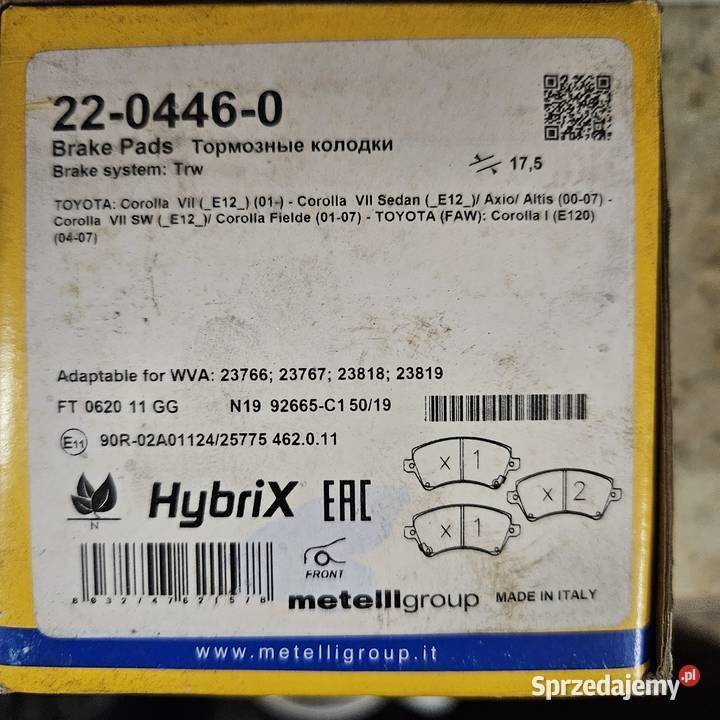 22-0446-0
Brake Pads Тормозные колодки
Brake system: Trw
17,5
TOYOTA: Corolla VII (_E12_) (01-) - Corolla VII Sedan (_E12_)/ Axio/ Altis (00-07) -
Corolla VII SW (_E12_)/ Corolla Fielde (01-07) - TOYOTA (FAW): Corolla I (E120)
(04-07)
Adaptable for WVA: 23766; 23767; 23818; 23819
FT 0620 11 GG N19 92665-C1 50/19
E11 90R-02A01124/25775 462.0.11
x 1
x 2
x 1
N
HybriX EAC
FRONT
8032747621578
metelligroup MADE IN ITALY
www.metelligroup.it
Sprzedajemy.pl